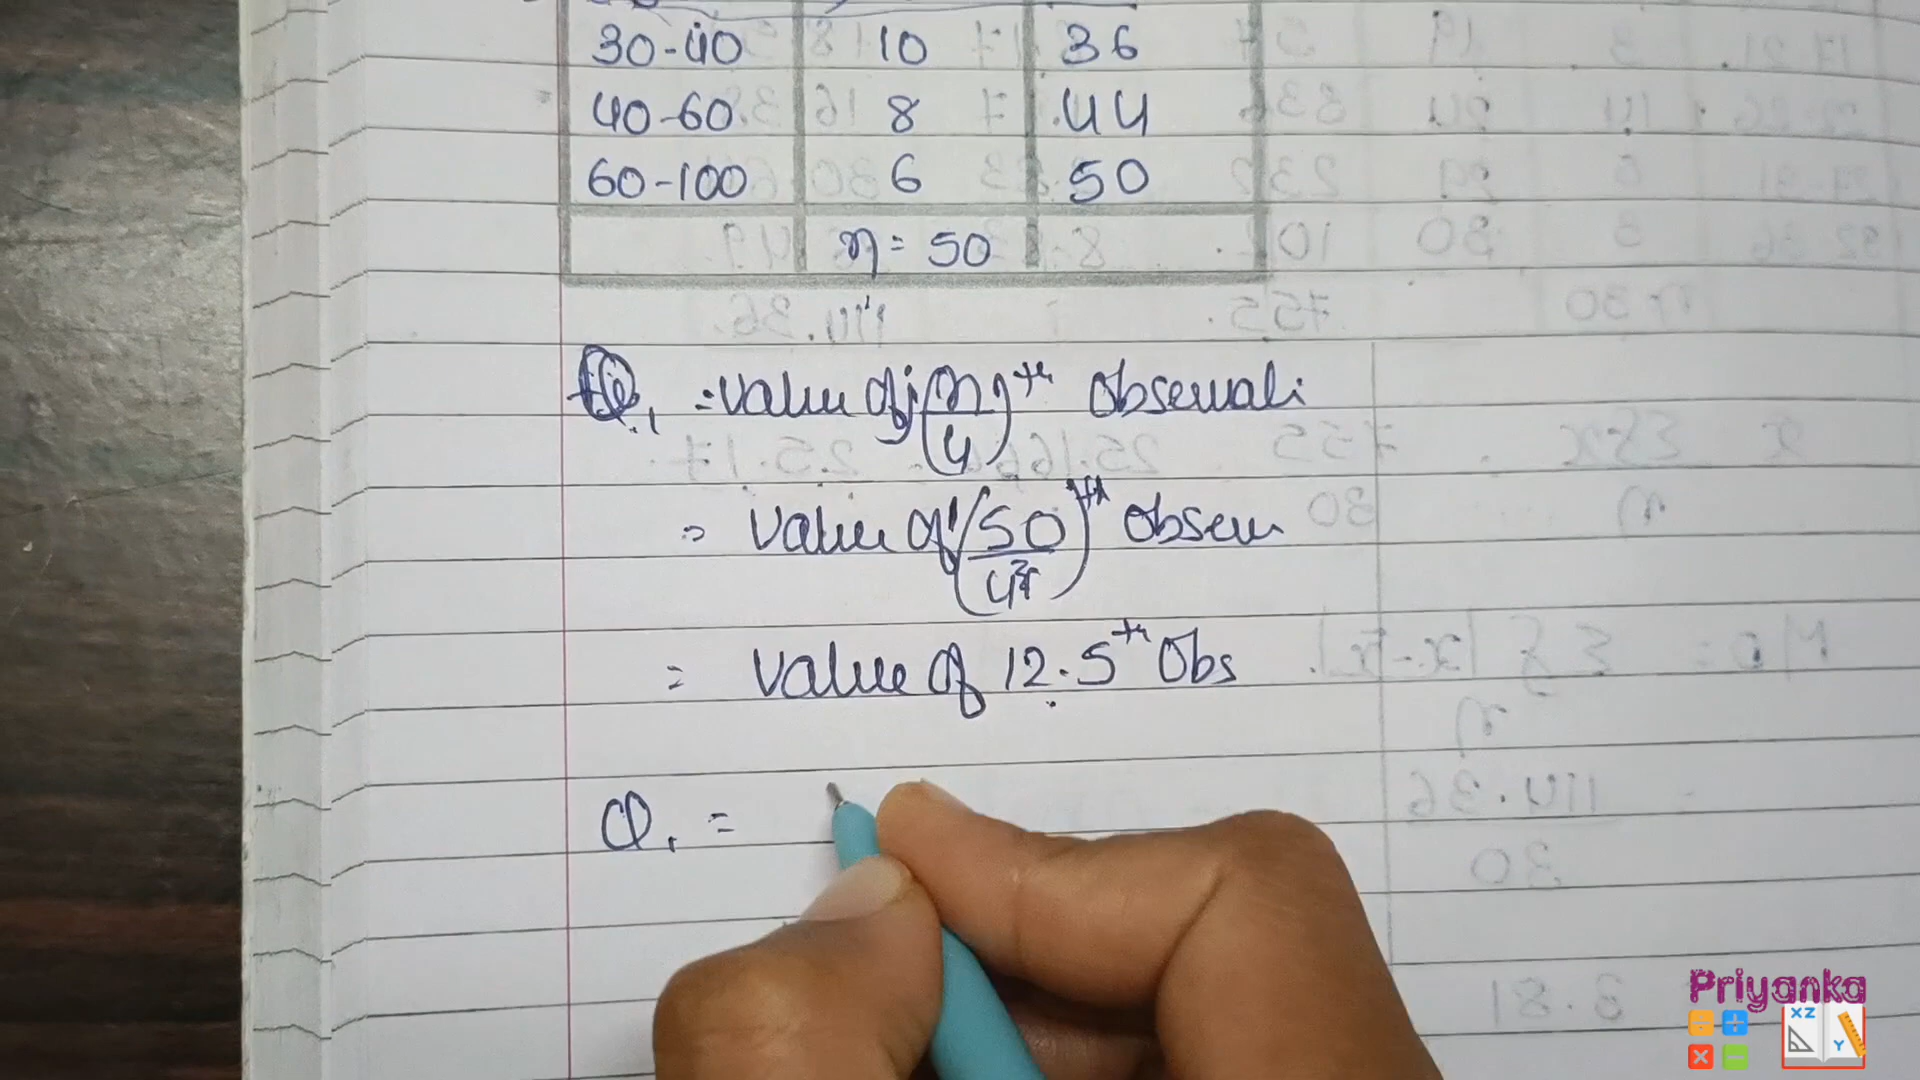 30-40 10 36
40-60 8 44
60-100 6 50
n = 50
Q1 = Value of (n/4)th Observati
= Value of (50/4)th Obser
= Value of 12.5th Obs
Q1 =
Priyanka
XZ
Y